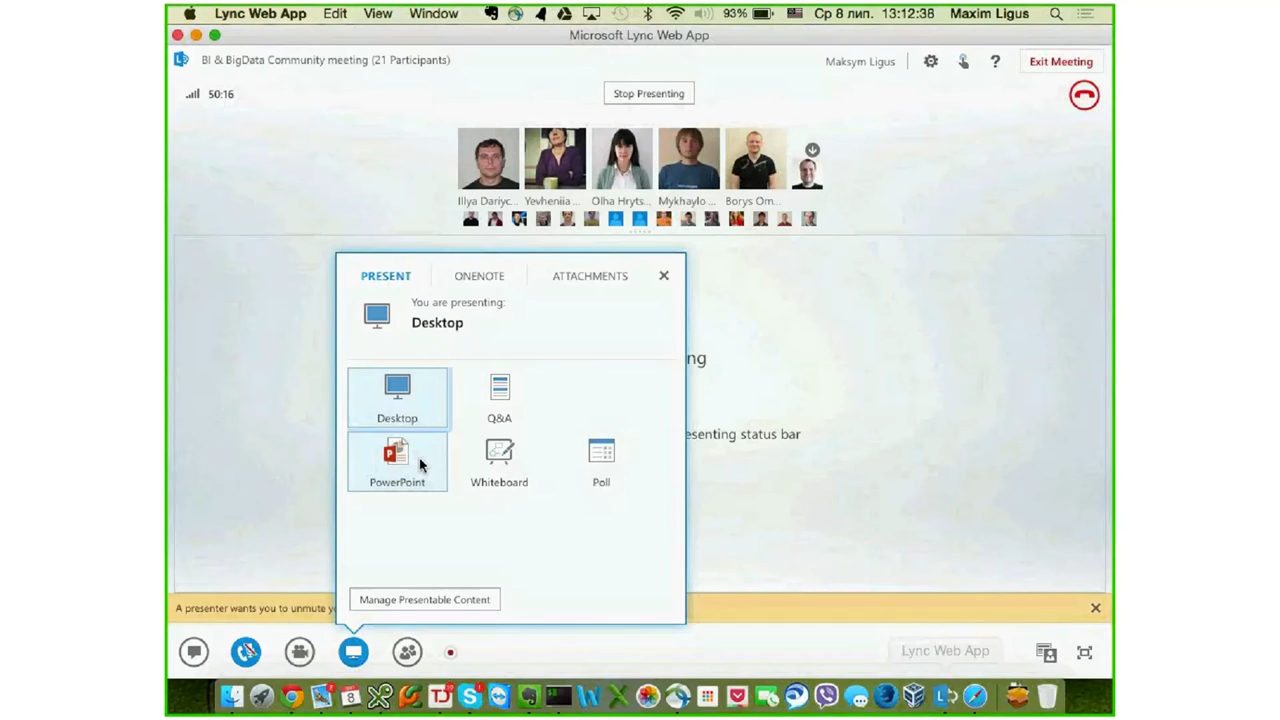 Lync Web App Edit View Window 93% Ср 8 лип. 13:12:38 Maxim Ligus
Microsoft Lync Web App
BI & BigData Community meeting (21 Participants) Maksym Ligus ? Exit Meeting
50:16 Stop Presenting
Illya Dariyc... Yevheniia ... Olha Hryts... Mykhaylo ... Borys Om...
PRESENT ONENOTE ATTACHMENTS
You are presenting:
Desktop
ng
Desktop Q&A
esenting status bar
PowerPoint Whiteboard Poll
Manage Presentable Content
A presenter wants you to unmute y
Lync Web App